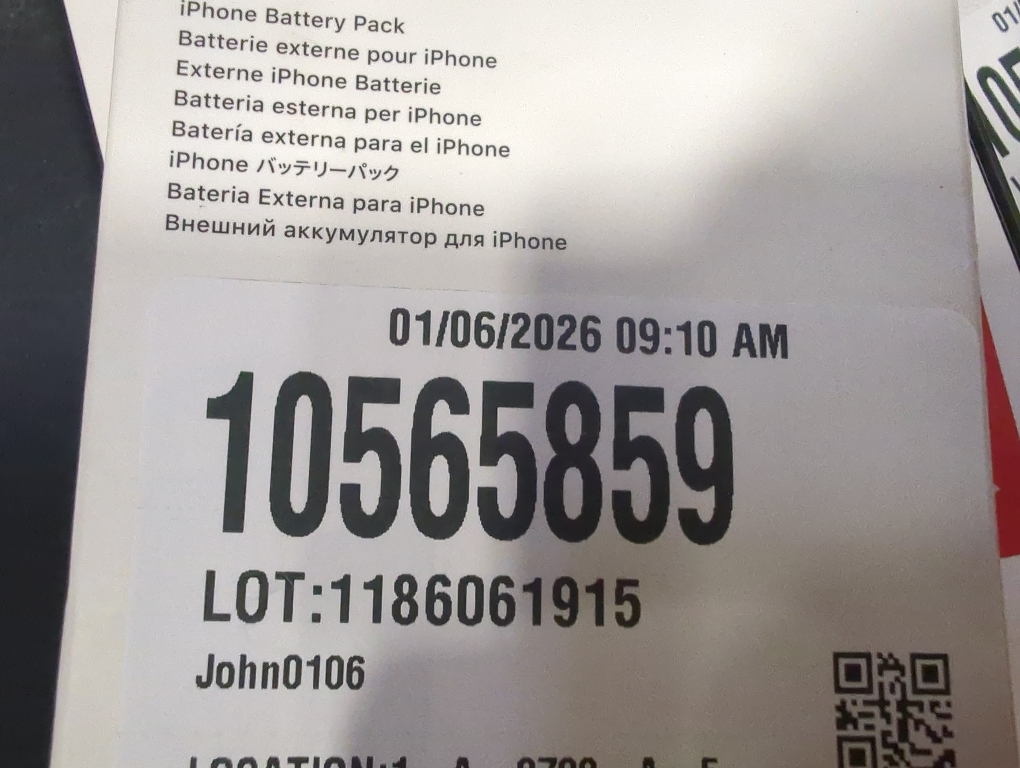 iPhone Battery Pack
Batterie externe pour iPhone
Externe iPhone Batterie
Batteria esterna per iPhone
Batería externa para el iPhone
iPhone バッテリーパック
Bateria Externa para iPhone
Внешний аккумулятор для iPhone
01/06/2026 09:10 AM
10565859
LOT:1186061915
John0106